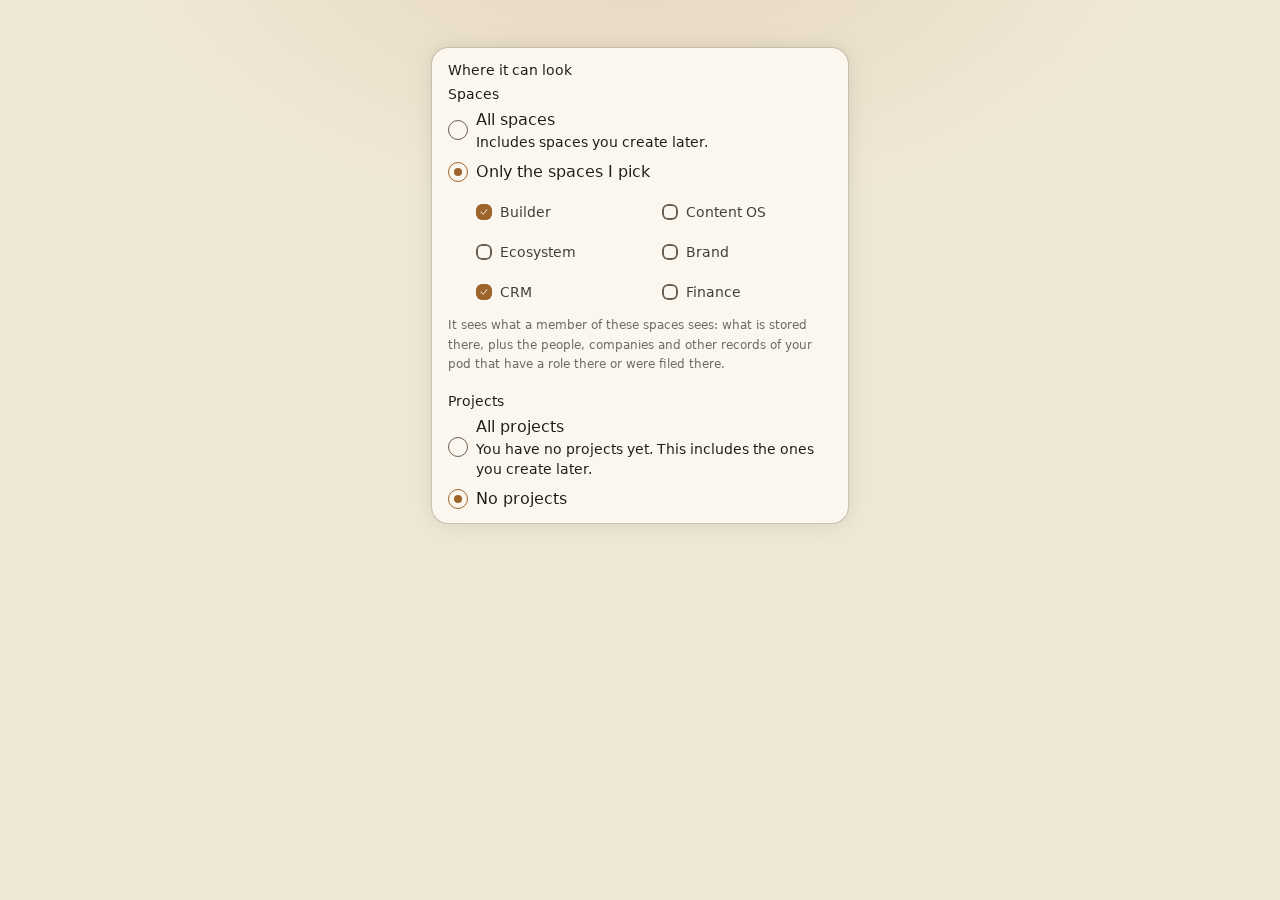 Where it can look
Spaces
All spaces
Includes spaces you create later.
Only the spaces I pick
Builder
Content OS
Ecosystem
Brand
CRM
Finance
It sees what a member of these spaces sees: what is stored
there, plus the people, companies and other records of your
pod that have a role there or were filed there.
Projects
All projects
You have no projects yet. This includes the ones
you create later.
No projects